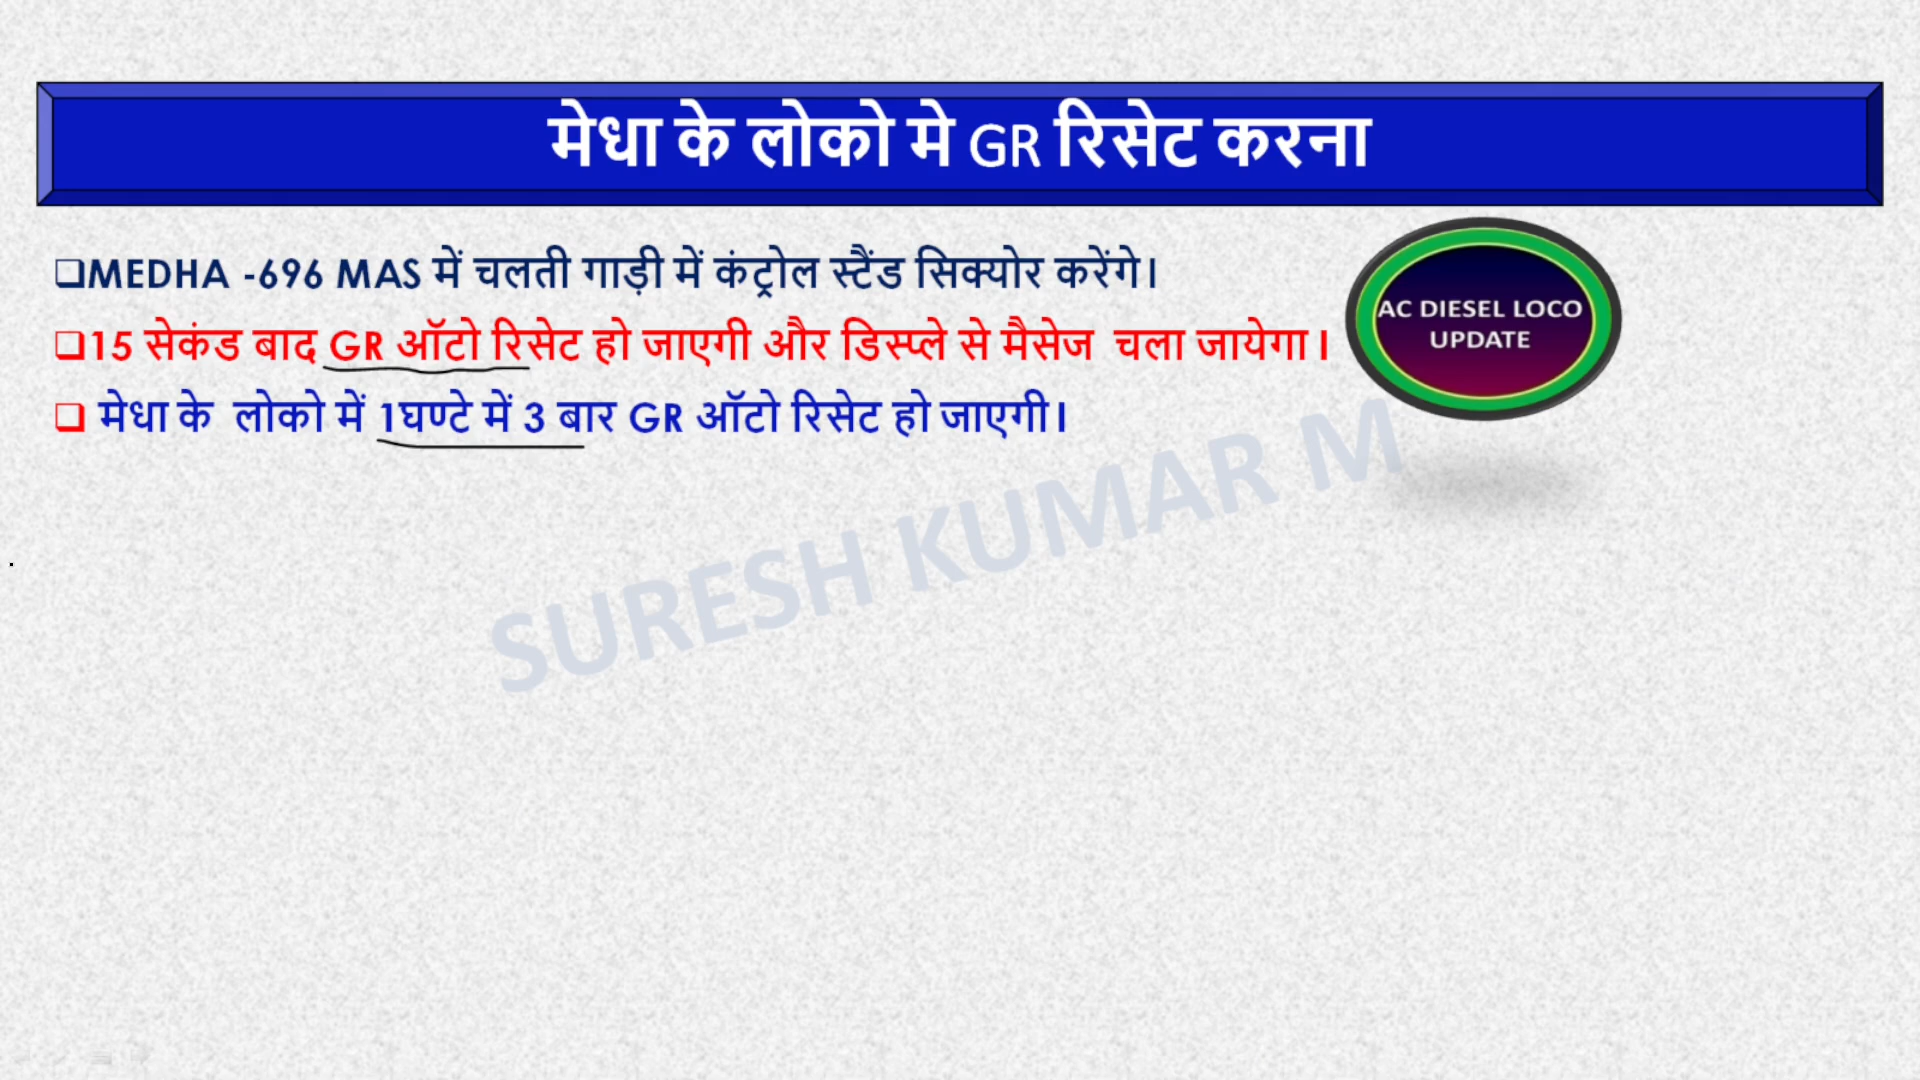 मेधा के लोको मे GR रिसेट करना
❑MEDHA -696 MAS में चलती गाड़ी में कंट्रोल स्टैंड सिक्योर करेंगे।
❑15 सेकंड बाद GR ऑटो रिसेट हो जाएगी और डिस्प्ले से मैसेज चला जायेगा।
❑ मेधा के लोको में 1घण्टे में 3 बार GR ऑटो रिसेट हो जाएगी।
AC DIESEL LOCO
UPDATE
SURESH KUMAR M